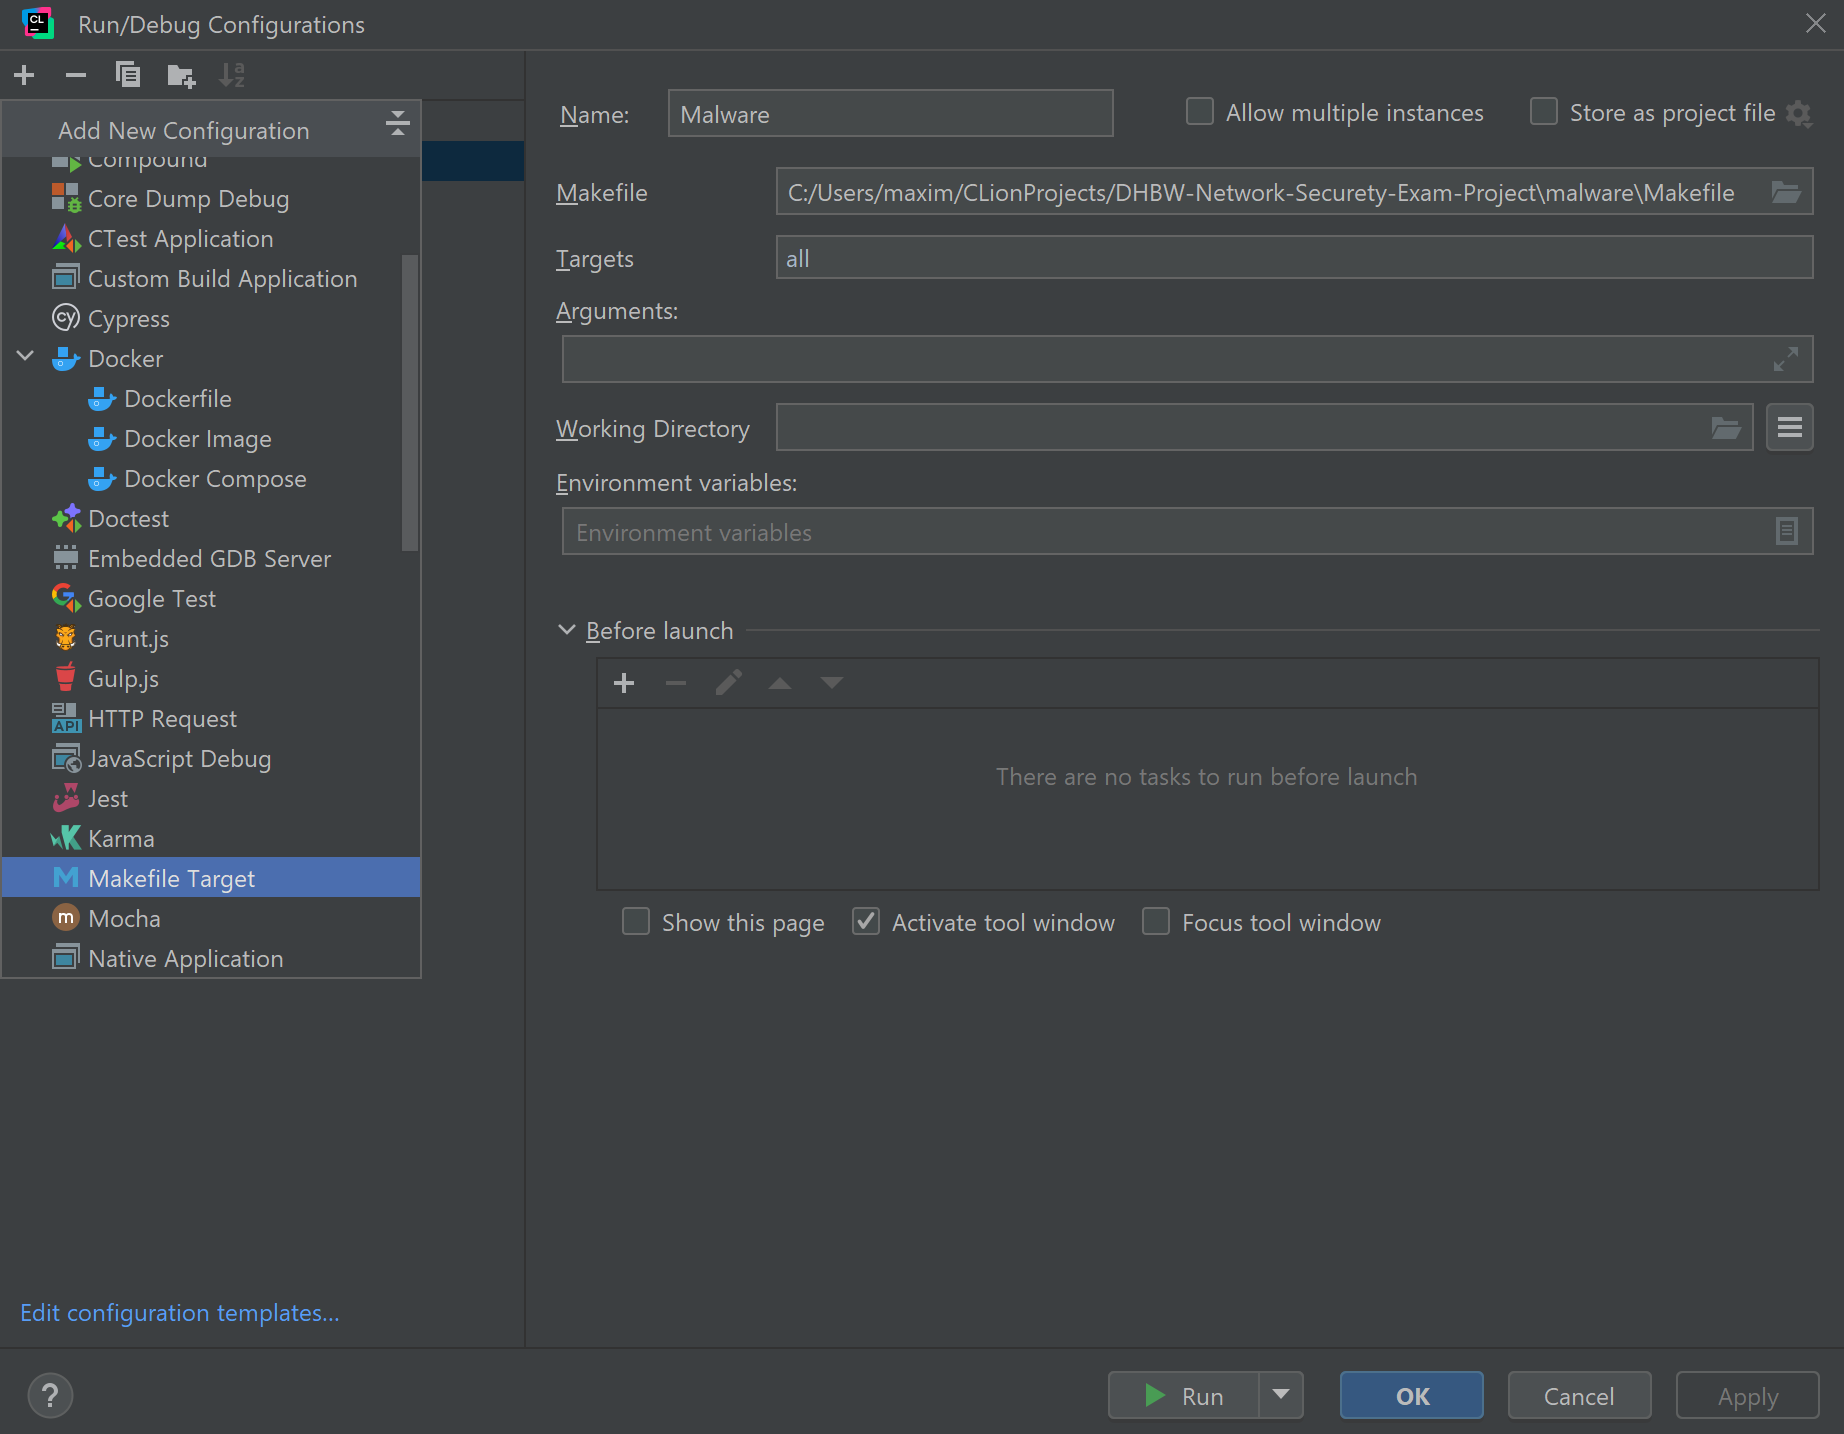 CL
Run/Debug Configurations
a
z
Add New Configuration
Compound
Core Dump Debug
CTest Application
Custom Build Application
cy Cypress
Docker
Dockerfile
Docker Image
Docker Compose
Doctest
Embedded GDB Server
Google Test
Grunt.js
Gulp.js
API HTTP Request
JavaScript Debug
Jest
Karma
Makefile Target
m Mocha
Native Application
Edit configuration templates...
Name: Malware
Allow multiple instances
Store as project file
Makefile C:/Users/maxim/CLionProjects/DHBW-Network-Securety-Exam-Project\malware\Makefile
Targets all
Arguments:
Working Directory
Environment variables:
Environment variables
Before launch
There are no tasks to run before launch
Show this page Activate tool window Focus tool window
? Run OK Cancel Apply